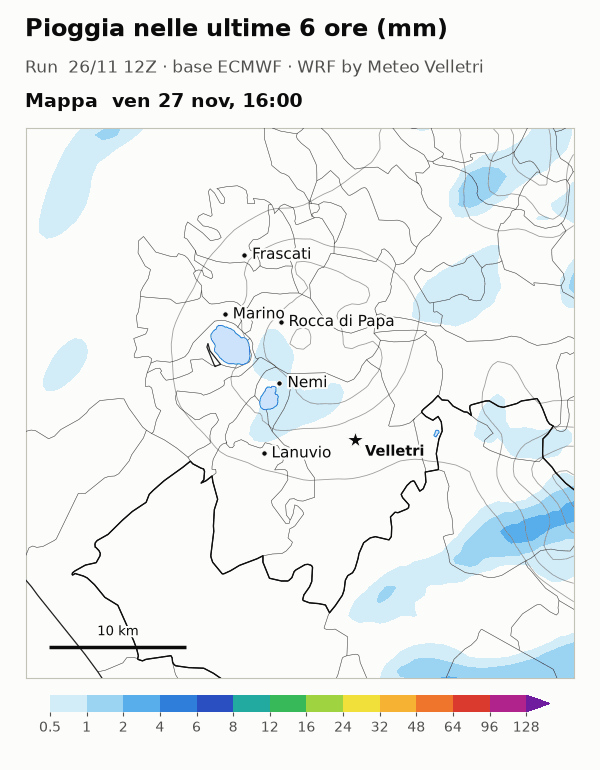 Pioggia nelle ultime 6 ore (mm)
Run  26/11 12Z · base ECMWF · WRF by Meteo Velletri
Mappa  ven 27 nov, 16:00
Frascati
Marino
Rocca di Papa
Nemi
Velletri
Lanuvio
10 km
0.5 1 2 4 6 8 12 16 24 32 48 64 96 128